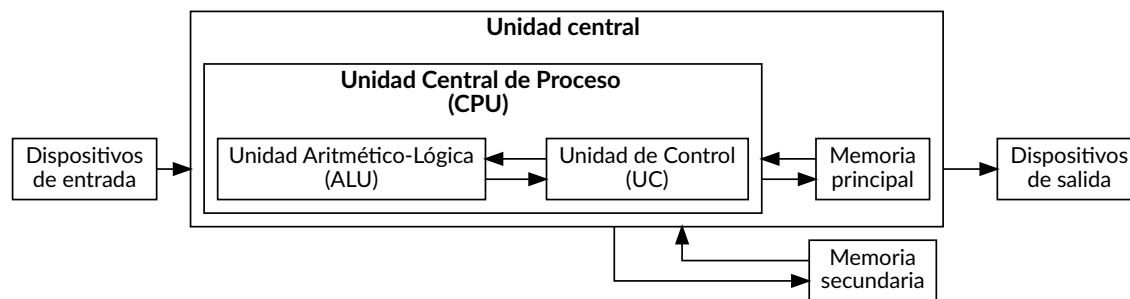 Unidad central
Unidad Central de Proceso
(CPU)
Dispositivos
de entrada
Unidad Aritmético-Lógica
(ALU)
Unidad de Control
(UC)
Memoria
principal
Dispositivos
de salida
Memoria
secundaria